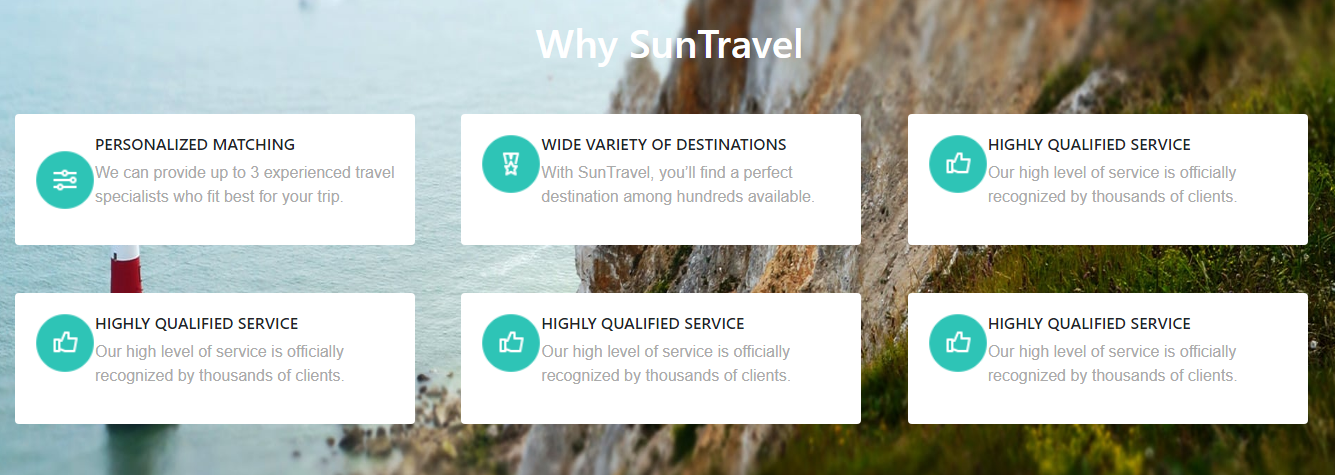 Why SunTravel
PERSONALIZED MATCHING
We can provide up to 3 experienced travel
specialists who fit best for your trip.
WIDE VARIETY OF DESTINATIONS
With SunTravel, you’ll find a perfect
destination among hundreds available.
HIGHLY QUALIFIED SERVICE
Our high level of service is officially
recognized by thousands of clients.
HIGHLY QUALIFIED SERVICE
Our high level of service is officially
recognized by thousands of clients.
HIGHLY QUALIFIED SERVICE
Our high level of service is officially
recognized by thousands of clients.
HIGHLY QUALIFIED SERVICE
Our high level of service is officially
recognized by thousands of clients.